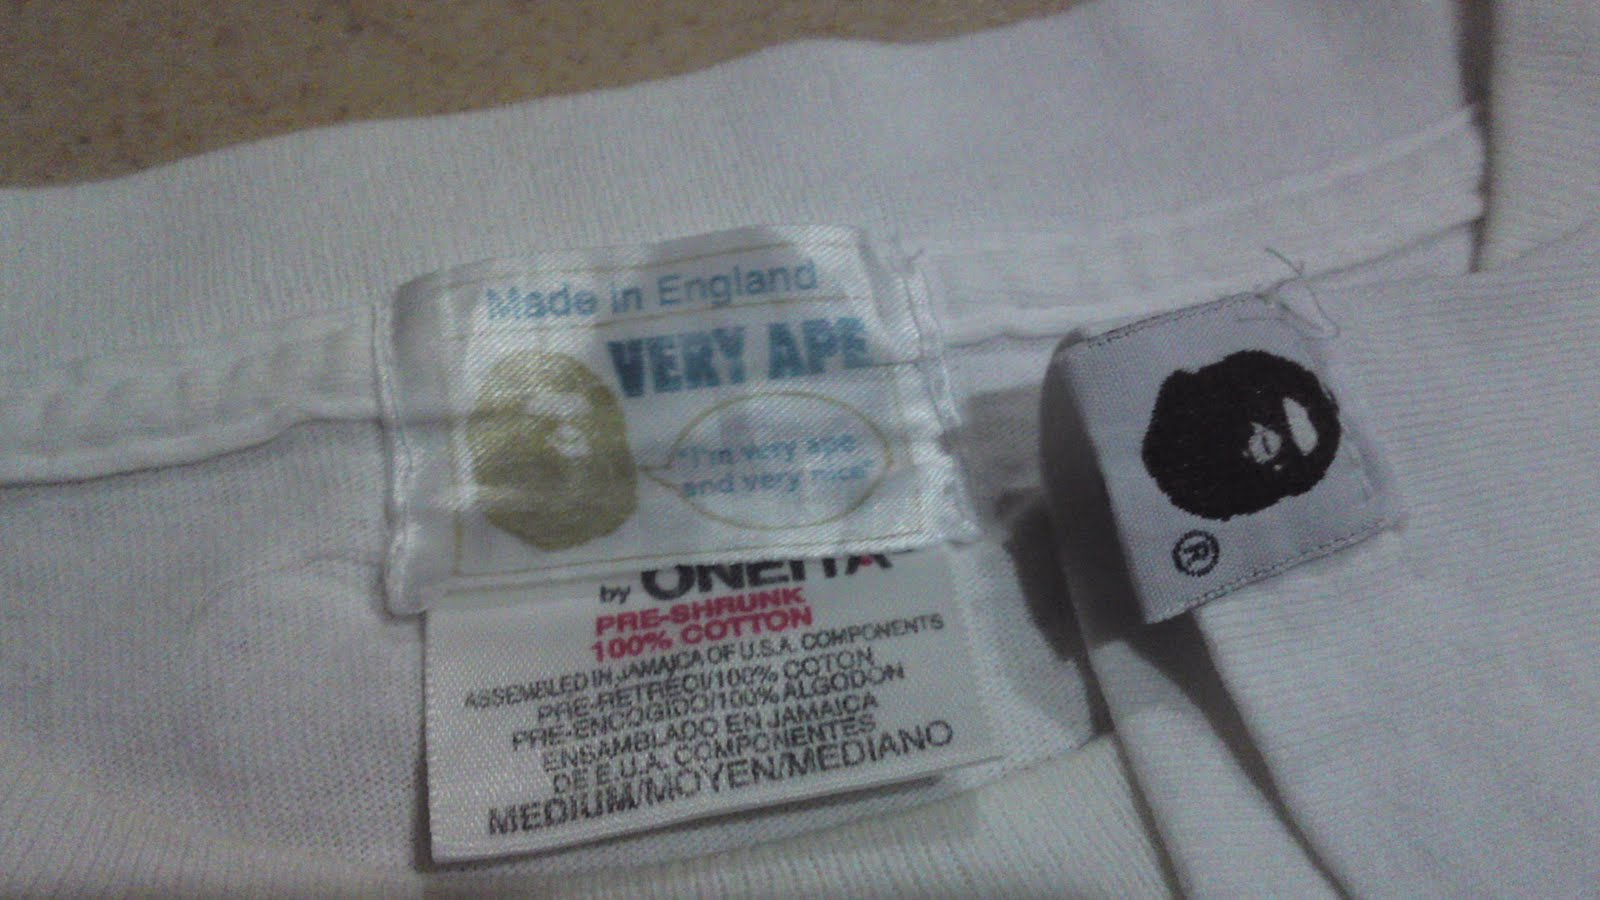 Made in England
VERY APE
"I'm very ape
and very nice"
®
by ONEITA
PRE-SHRUNK
100% COTTON
ASSEMBLED IN JAMAICA OF U.S.A. COMPONENTS
PRE-RETRECI/100% COTON
PRE-ENCOGIDO/100% ALGODON
ENSAMBLADO EN JAMAICA
DE E.U.A. COMPONENTES
MEDIUM/MOYEN/MEDIANO